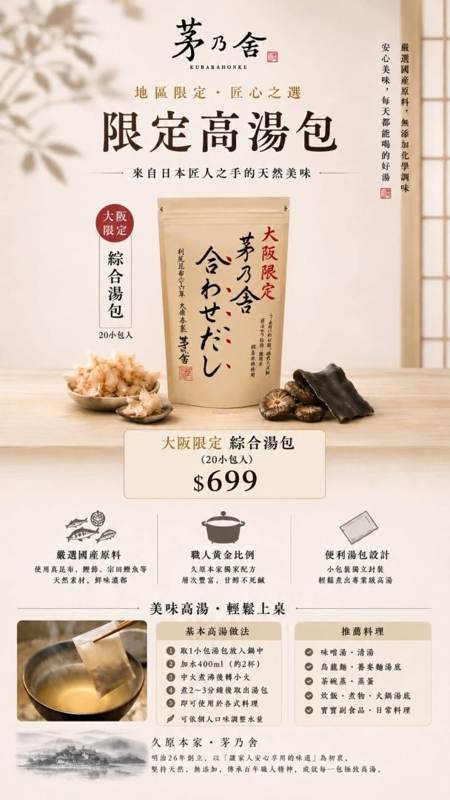 茅乃舍
KUBARAHONKE
地區限定・匠心之選
限定高湯包
來自日本匠人之手的天然美味
嚴選國產原料，無添加化學調味
安心美味，每天都能喝的好湯
大阪
限定
綜合湯包
20小包入
大阪限定
茅乃舍
合わせだし
茅乃舍
大阪限定 綜合湯包
（20小包入）
$699
嚴選國產原料
使用真昆布、鰹節、宗田鰹魚等
天然素材，鮮味濃郁
職人黃金比例
久原本家獨家配方
層次豐富，甘醇不死鹹
便利湯包設計
小包裝獨立封裝
輕鬆煮出專業級高湯
美味高湯・輕鬆上桌
基本高湯做法
1 取1小包湯包放入鍋中
2 加水400ml（約2杯）
3 中火煮沸後轉小火
4 煮2~3分鐘後取出湯包
5 即可使用於各式料理
可依個人口味調整水量
推薦料理
味噌湯・清湯
烏龍麵・蕎麥麵湯底
茶碗蒸・蒸蛋
炊飯・煮物・火鍋湯底
寶寶副食品・日常料理
久原本家・茅乃舍
明治26年創立，以「讓家人安心享用的味道」為初衷，
堅持天然、無添加，傳承百年職人精神，成就每一包極致高湯。